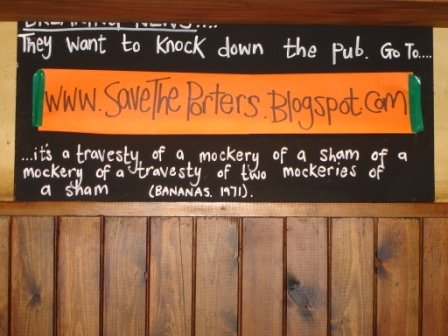 BREAKING NEWS....
They want to knock down the pub. Go To....
www.SaveThePorters.Blogspot.Com
...it's a travesty of a mockery of a sham of a
mockery of a travesty of two mockeries of
a sham (BANANAS. 1971).